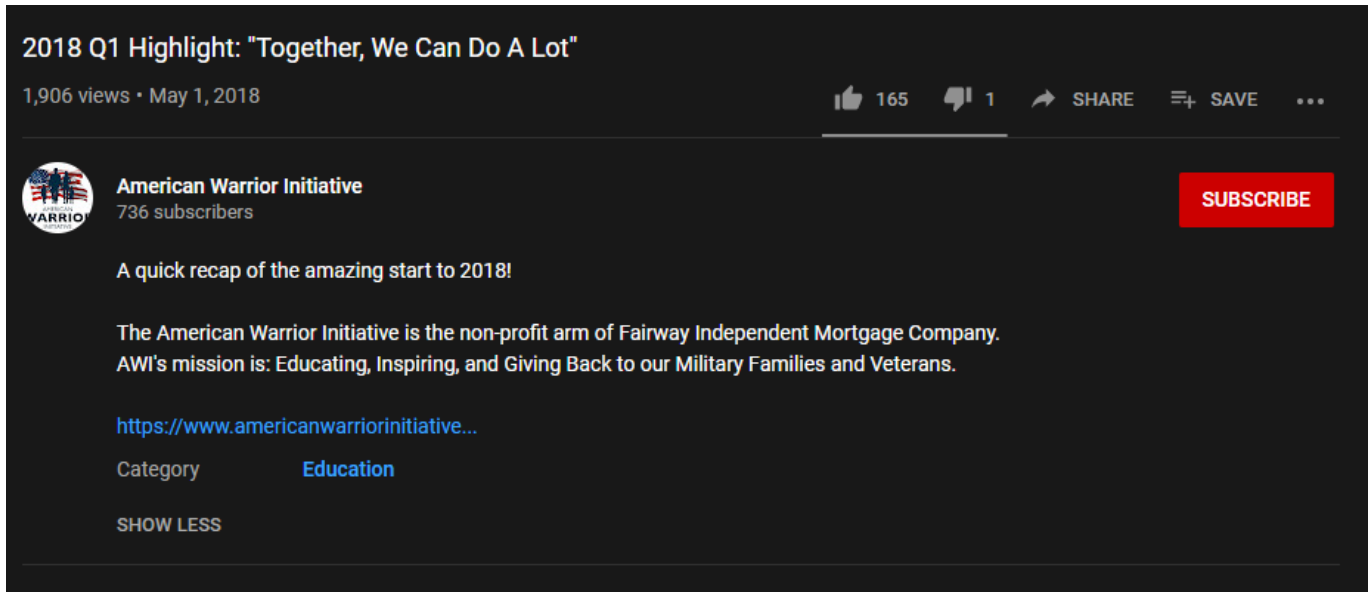 2018 Q1 Highlight: "Together, We Can Do A Lot"
1,906 views • May 1, 2018
165 1 SHARE SAVE
AMERICAN
WARRIOR
INITIATIVE
American Warrior Initiative
736 subscribers
SUBSCRIBE
A quick recap of the amazing start to 2018!
The American Warrior Initiative is the non-profit arm of Fairway Independent Mortgage Company.
AWI's mission is: Educating, Inspiring, and Giving Back to our Military Families and Veterans.
https://www.americanwarriorinitiative...
Category Education
SHOW LESS